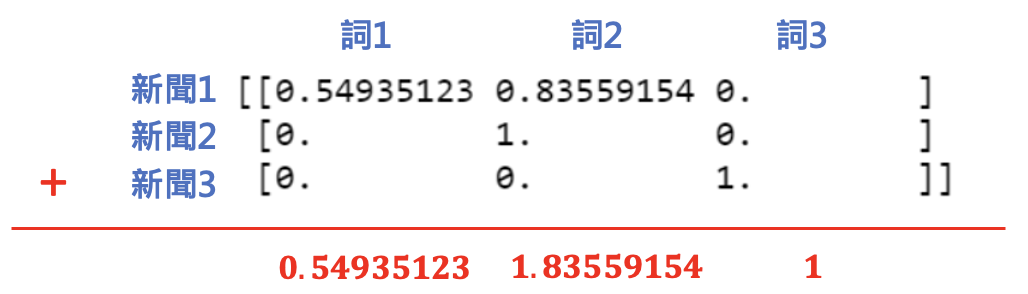 詞1 詞2 詞3
新聞1 [[0.54935123 0.83559154 0. ]
新聞2 [0. 1. 0. ]
+ 新聞3 [0. 0. 1. ]]
0.54935123 1.83559154 1